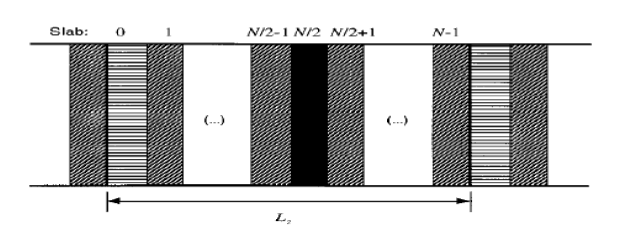 Slab: 0 1 N/2-1 N/2 N/2+1 N-1
(...) (...)
L_z